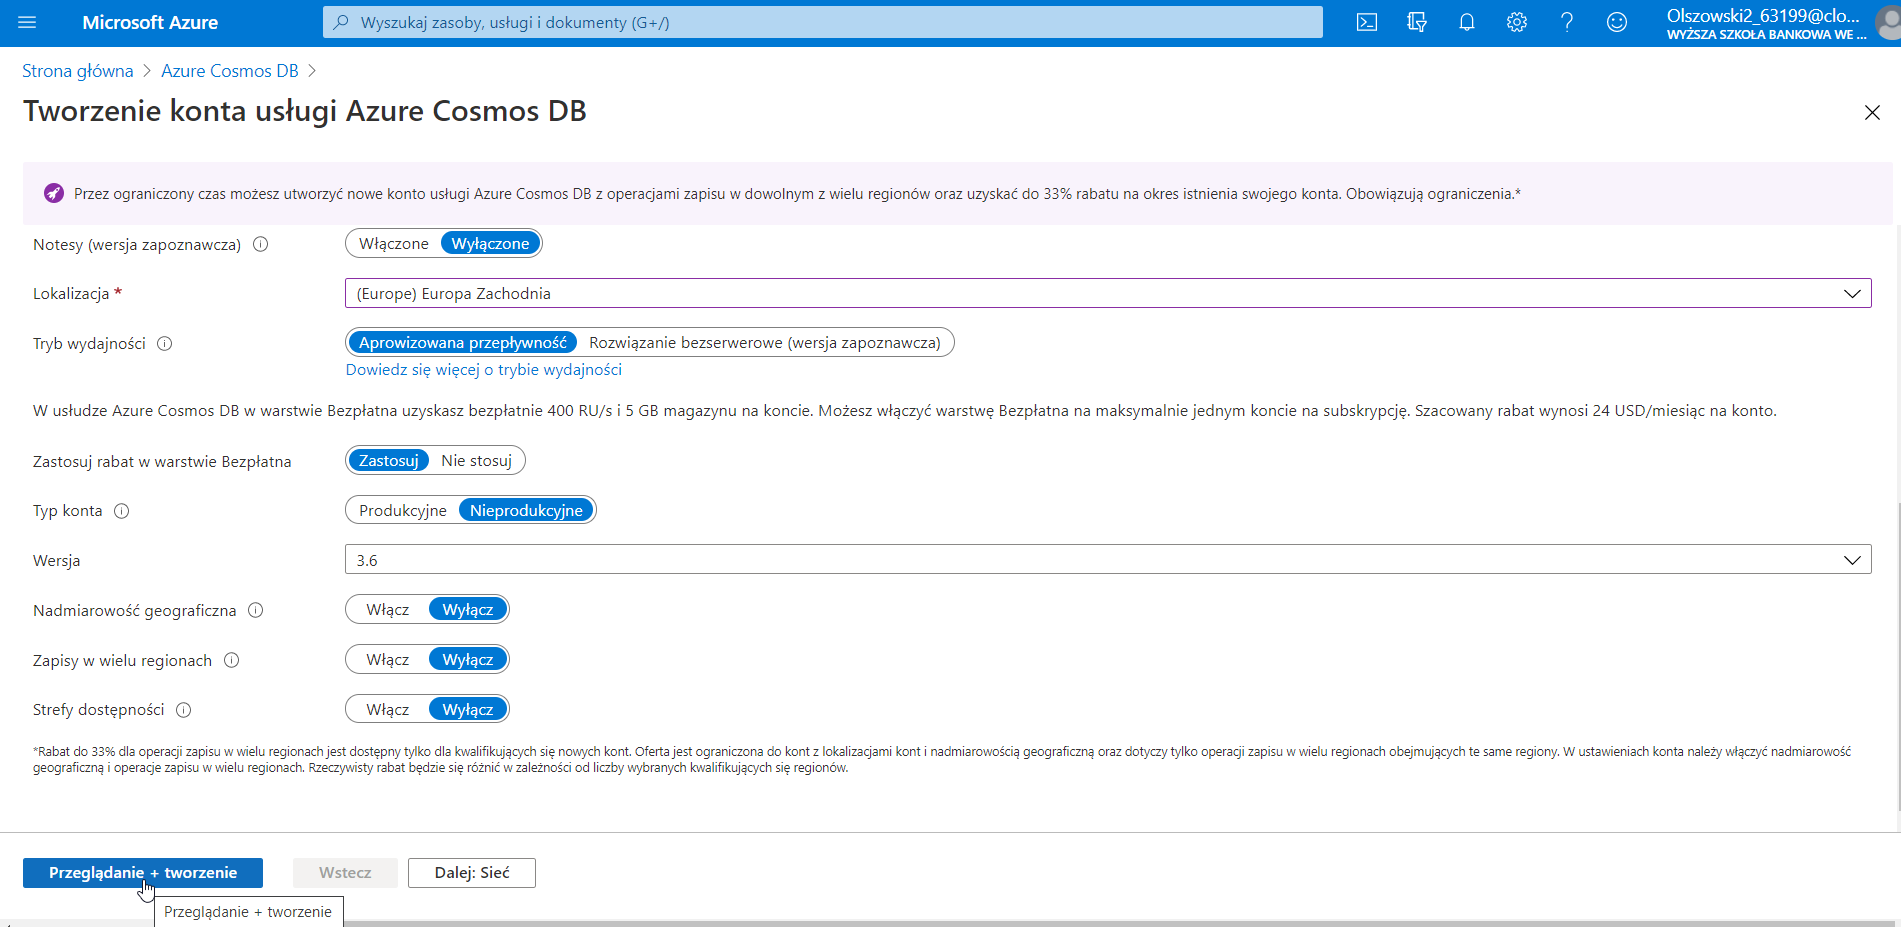 Microsoft Azure
Wyszukaj zasoby, usługi i dokumenty (G+/)
Olszowski2_63199@clo...
WYŻSZA SZKOŁA BANKOWA WE ...
Strona główna > Azure Cosmos DB >
Tworzenie konta usługi Azure Cosmos DB
Przez ograniczony czas możesz utworzyć nowe konto usługi Azure Cosmos DB z operacjami zapisu w dowolnym z wielu regionów oraz uzyskać do 33% rabatu na okres istnienia swojego konta. Obowiązują ograniczenia.*
Notesy (wersja zapoznawcza) Włączone Wyłączone
Lokalizacja * (Europe) Europa Zachodnia
Tryb wydajności Aprowizowana przepływność Rozwiązanie bezserwerowe (wersja zapoznawcza)
Dowiedz się więcej o trybie wydajności
W usłudze Azure Cosmos DB w warstwie Bezpłatna uzyskasz bezpłatnie 400 RU/s i 5 GB magazynu na koncie. Możesz włączyć warstwę Bezpłatna na maksymalnie jednym koncie na subskrypcję. Szacowany rabat wynosi 24 USD/miesiąc na konto.
Zastosuj rabat w warstwie Bezpłatna Zastosuj Nie stosuj
Typ konta Produkcyjne Nieprodukcyjne
Wersja 3.6
Nadmiarowość geograficzna Włącz Wyłącz
Zapisy w wielu regionach Włącz Wyłącz
Strefy dostępności Włącz Wyłącz
*Rabat do 33% dla operacji zapisu w wielu regionach jest dostępny tylko dla kwalifikujących się nowych kont. Oferta jest ograniczona do kont z lokalizacjami kont i nadmiarowością geograficzną oraz dotyczy tylko operacji zapisu w wielu regionach obejmujących te same regiony. W ustawieniach konta należy włączyć nadmiarowość
geograficzną i operacje zapisu w wielu regionach. Rzeczywisty rabat będzie się różnić w zależności od liczby wybranych kwalifikujących się regionów.
Przeglądanie + tworzenie Wstecz Dalej: Sieć
Przeglądanie + tworzenie